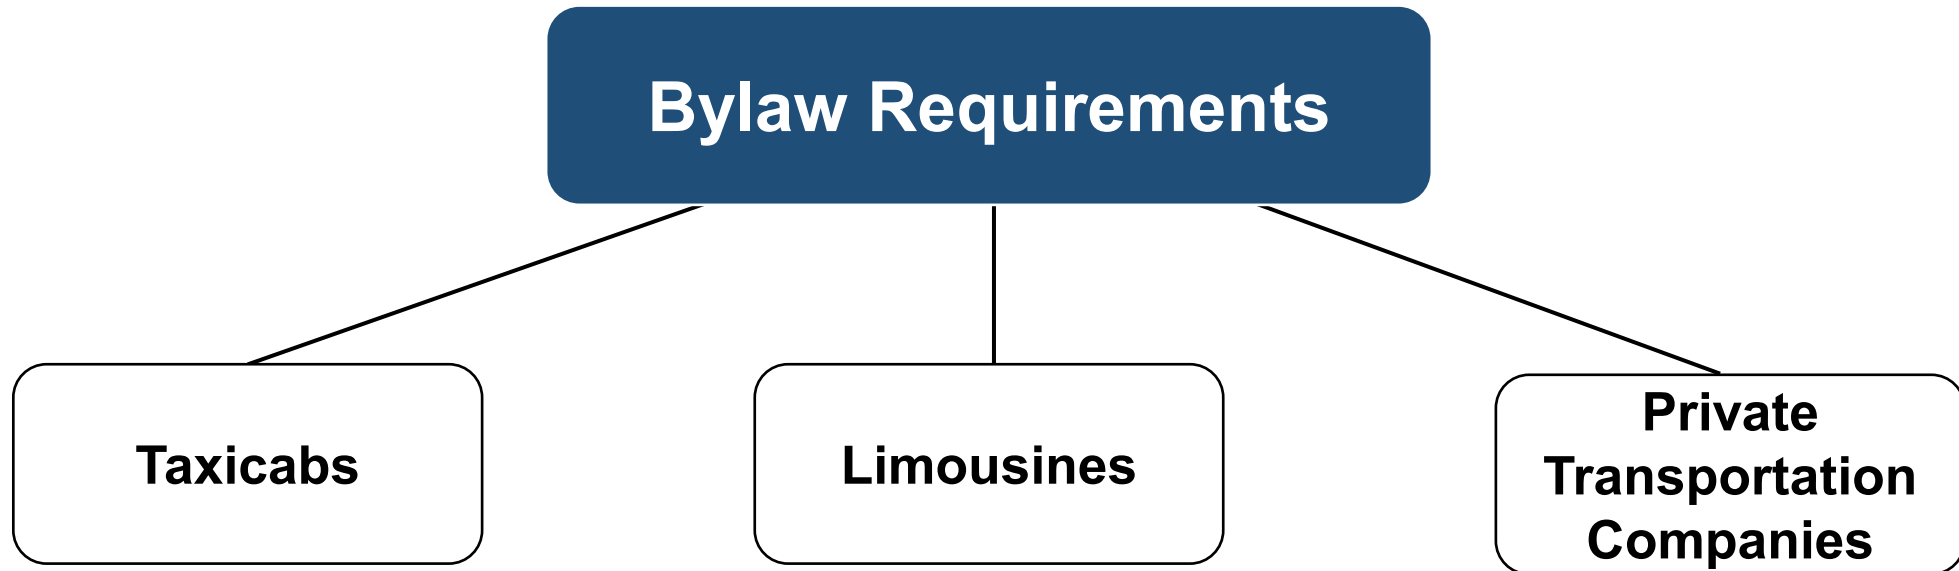 Bylaw Requirements
Taxicabs
Limousines
Private
Transportation
Companies